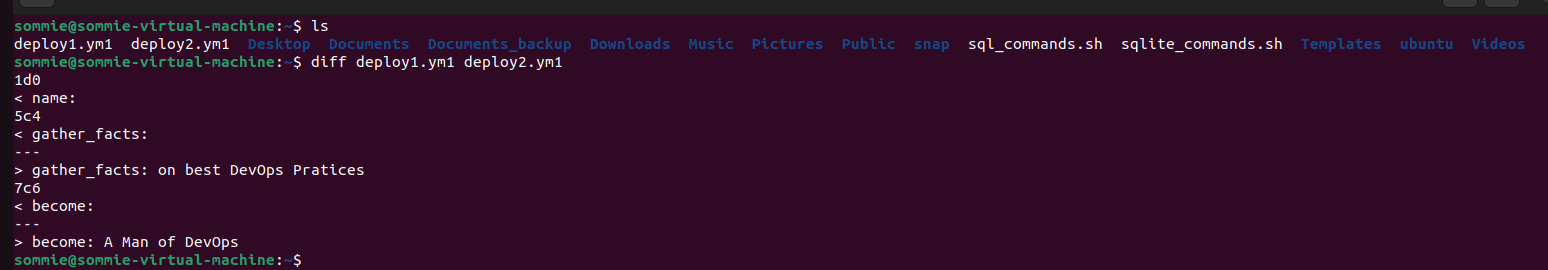 sommie@sommie-virtual-machine:~$ ls
deploy1.ym1  deploy2.ym1  Desktop  Documents  Documents_backup  Downloads  Music  Pictures  Public  snap  sql_commands.sh  sqlite_commands.sh  Templates  ubuntu  Videos
sommie@sommie-virtual-machine:~$ diff deploy1.ym1 deploy2.ym1
1d0
< name:
5c4
< gather_facts:
---
> gather_facts: on best DevOps Pratices
7c6
< become:
---
> become: A Man of DevOps
sommie@sommie-virtual-machine:~$